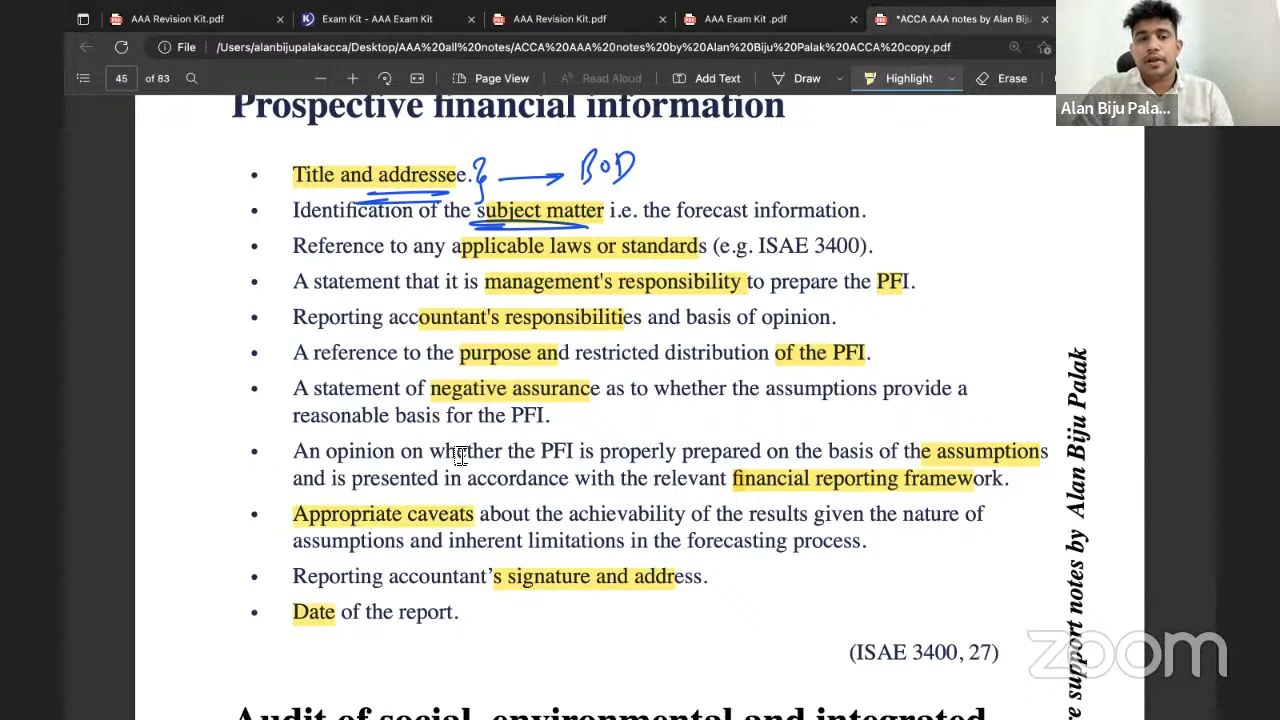 AAA Revision Kit.pdf
Exam Kit - AAA Exam Kit
AAA Revision Kit.pdf
AAA Exam Kit .pdf
*ACCA AAA notes by Alan Biju
File
/Users/alanbijupalakacca/Desktop/AAA%20all%20notes/ACCA%20AAA%20notes%20by%20Alan%20Biju%20Palak%20ACCA%20copy.pdf
45 of 83
Page View
Read Aloud
Add Text
Draw
Highlight
Erase
Alan Biju Pala...
Prospective financial information
• Title and addressee. BOD
• Identification of the subject matter i.e. the forecast information.
• Reference to any applicable laws or standards (e.g. ISAE 3400).
• A statement that it is management's responsibility to prepare the PFI.
• Reporting accountant's responsibilities and basis of opinion.
• A reference to the purpose and restricted distribution of the PFI.
• A statement of negative assurance as to whether the assumptions provide a
reasonable basis for the PFI.
• An opinion on whether the PFI is properly prepared on the basis of the assumptions
and is presented in accordance with the relevant financial reporting framework.
• Appropriate caveats about the achievability of the results given the nature of
assumptions and inherent limitations in the forecasting process.
• Reporting accountant's signature and address.
• Date of the report.
(ISAE 3400, 27)
support notes by Alan Biju Palak
zoom
Audit of social, environmental and integrated